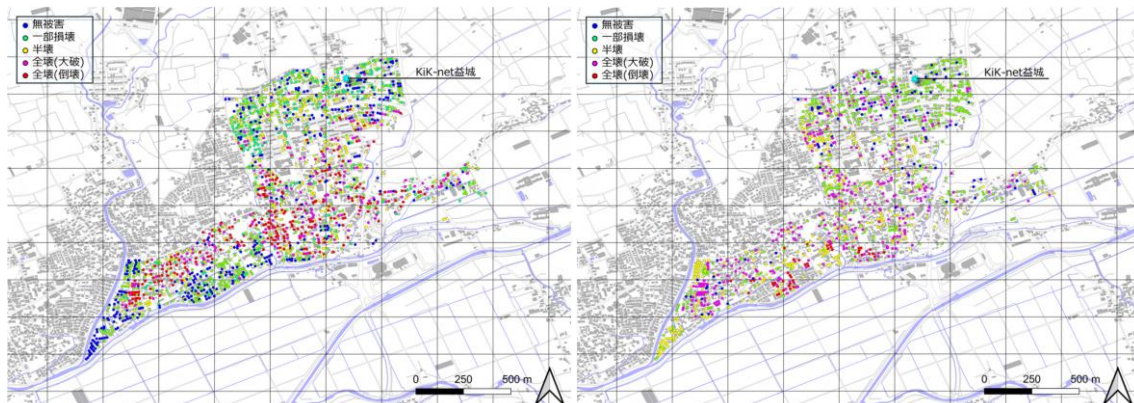 無被害
一部損壊
半壊
全壊(大破)
全壊(倒壊)
KiK-net益城
0 250 500 m
無被害
一部損壊
半壊
全壊(大破)
全壊(倒壊)
KiK-net益城
0 250 500 m